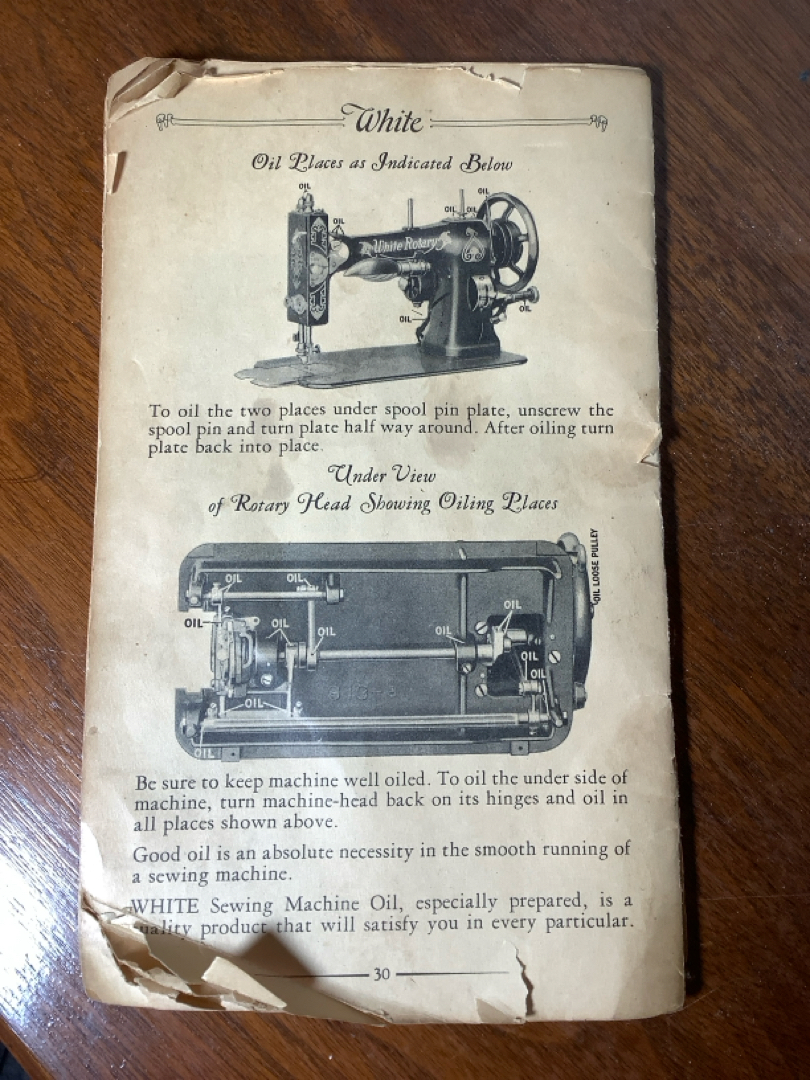 White
Oil Places as Indicated Below
OIL
OIL
OIL
OIL OIL
White Rotary
OIL
OIL
To oil the two places under spool pin plate, unscrew the
spool pin and turn plate half way around. After oiling turn
plate back into place.
Under View
of Rotary Head Showing Oiling Places
OIL LOOSE PULLEY
OIL OIL
OIL
OIL OIL OIL OIL
OIL
OIL
OIL
OIL
Be sure to keep machine well oiled. To oil the under side of
machine, turn machine-head back on its hinges and oil in
all places shown above.
Good oil is an absolute necessity in the smooth running of
a sewing machine.
WHITE Sewing Machine Oil, especially prepared, is a
quality product that will satisfy you in every particular.
30